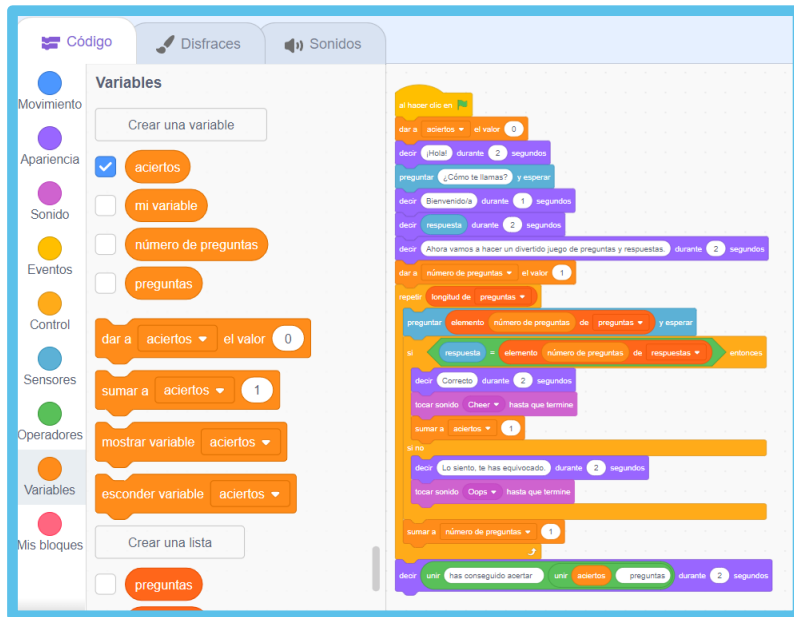 Código Disfraces Sonidos
Movimiento
Apariencia
Sonido
Eventos
Control
Sensores
Operadores
Variables
Mis bloques
Variables
Crear una variable
aciertos
mi variable
número de preguntas
preguntas
dar a aciertos el valor 0
sumar a aciertos 1
mostrar variable aciertos
esconder variable aciertos
Crear una lista
preguntas
al hacer clic en
dar a aciertos el valor 0
decir ¡Hola! durante 2 segundos
preguntar ¿Cómo te llamas? y esperar
decir Bienvenido/a durante 1 segundos
decir respuesta durante 2 segundos
decir Ahora vamos a hacer un divertido juego de preguntas y respuestas. durante 2 segundos
dar a número de preguntas el valor 1
repetir longitud de preguntas
preguntar elemento número de preguntas de preguntas y esperar
si respuesta = elemento número de preguntas de respuestas entonces
decir Correcto durante 2 segundos
tocar sonido Cheer hasta que termine
sumar a aciertos 1
si no
decir Lo siento, te has equivocado. durante 2 segundos
tocar sonido Oops hasta que termine
sumar a número de preguntas 1
decir unir has conseguido acertar unir aciertos preguntas durante 2 segundos